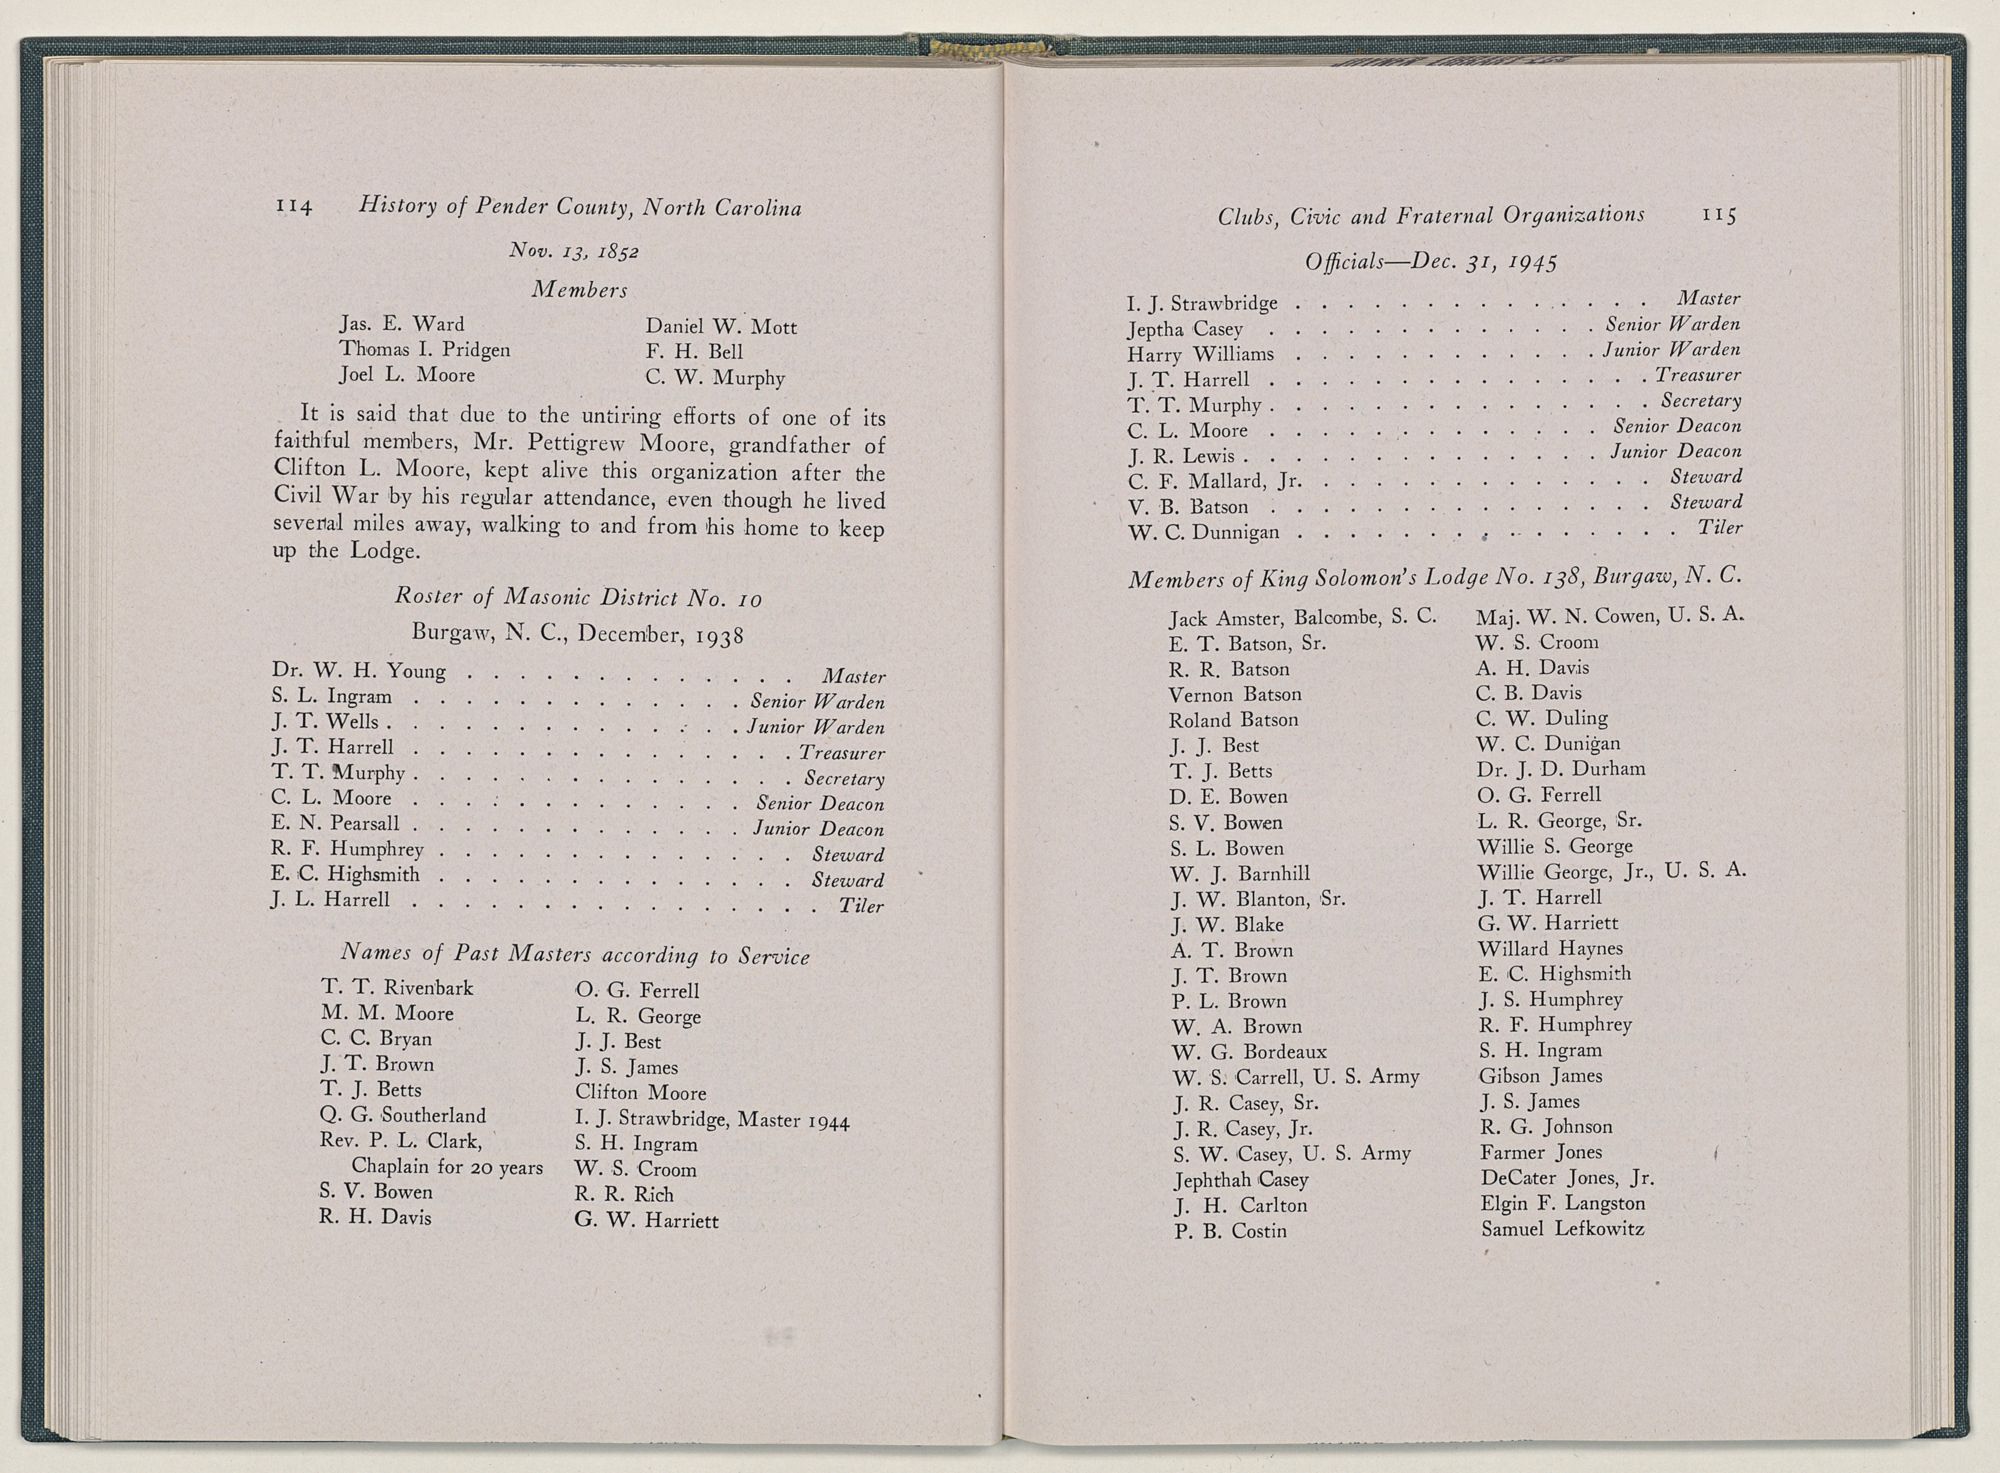 114 History of Pender County, North Carolina
Nov. 13, 1852
Members
Jas. E. Ward
Thomas I. Pridgen
Joel L. Moore
Daniel W. Mott
F. H. Bell
C. W. Murphy
It is said that due to the untiring efforts of one of its
faithful members, Mr. Pettigrew Moore, grandfather of
Clifton L. Moore, kept alive this organization after the
Civil War by his regular attendance, even though he lived
several miles away, walking to and from his home to keep
up the Lodge.
Roster of Masonic District No. 10
Burgaw, N. C., December, 1938
Dr. W. H. Young . . . . . . . . . . . . . Master
S. L. Ingram . . . . . . . . . . . . . Senior Warden
J. T. Wells . . . . . . . . . . . . . . Junior Warden
J. T. Harrell . . . . . . . . . . . . . . . Treasurer
T. T. Murphy . . . . . . . . . . . . . . . Secretary
C. L. Moore . . . . . . . . . . . . . Senior Deacon
E. N. Pearsall . . . . . . . . . . . . . Junior Deacon
R. F. Humphrey . . . . . . . . . . . . . . Steward
E. C. Highsmith . . . . . . . . . . . . . . Steward
J. L. Harrell . . . . . . . . . . . . . . . . Tiler
Names of Past Masters according to Service
T. T. Rivenbark
M. M. Moore
C. C. Bryan
J. T. Brown
T. J. Betts
Q. G. Southerland
Rev. P. L. Clark,
Chaplain for 20 years
S. V. Bowen
R. H. Davis
O. G. Ferrell
L. R. George
J. J. Best
J. S. James
Clifton Moore
I. J. Strawbridge, Master 1944
S. H. Ingram
W. S. Croom
R. R. Rich
G. W. Harriett
Clubs, Civic and Fraternal Organizations 115
Officials—Dec. 31, 1945
I. J. Strawbridge . . . . . . . . . . . . . . Master
Jeptha Casey . . . . . . . . . . . . . Senior Warden
Harry Williams . . . . . . . . . . . . Junior Warden
J. T. Harrell . . . . . . . . . . . . . . . Treasurer
T. T. Murphy . . . . . . . . . . . . . . . Secretary
C. L. Moore . . . . . . . . . . . . . Senior Deacon
J. R. Lewis . . . . . . . . . . . . . . Junior Deacon
C. F. Mallard, Jr. . . . . . . . . . . . . . Steward
V. B. Batson . . . . . . . . . . . . . . . Steward
W. C. Dunnigan . . . . . . . . . . . . . . . Tiler
Members of King Solomon's Lodge No. 138, Burgaw, N. C.
Jack Amster, Balcombe, S. C.
E. T. Batson, Sr.
R. R. Batson
Vernon Batson
Roland Batson
J. J. Best
T. J. Betts
D. E. Bowen
S. V. Bowen
S. L. Bowen
W. J. Barnhill
J. W. Blanton, Sr.
J. W. Blake
A. T. Brown
J. T. Brown
P. L. Brown
W. A. Brown
W. G. Bordeaux
W. S. Carrell, U. S. Army
J. R. Casey, Sr.
J. R. Casey, Jr.
S. W. Casey, U. S. Army
Jephthah Casey
J. H. Carlton
P. B. Costin
Maj. W. N. Cowen, U. S. A.
W. S. Croom
A. H. Davis
C. B. Davis
C. W. Duling
W. C. Dunigan
Dr. J. D. Durham
O. G. Ferrell
L. R. George, Sr.
Willie S. George
Willie George, Jr., U. S. A.
J. T. Harrell
G. W. Harriett
Willard Haynes
E. C. Highsmith
J. S. Humphrey
R. F. Humphrey
S. H. Ingram
Gibson James
J. S. James
R. G. Johnson
Farmer Jones
DeCater Jones, Jr.
Elgin F. Langston
Samuel Lefkowitz